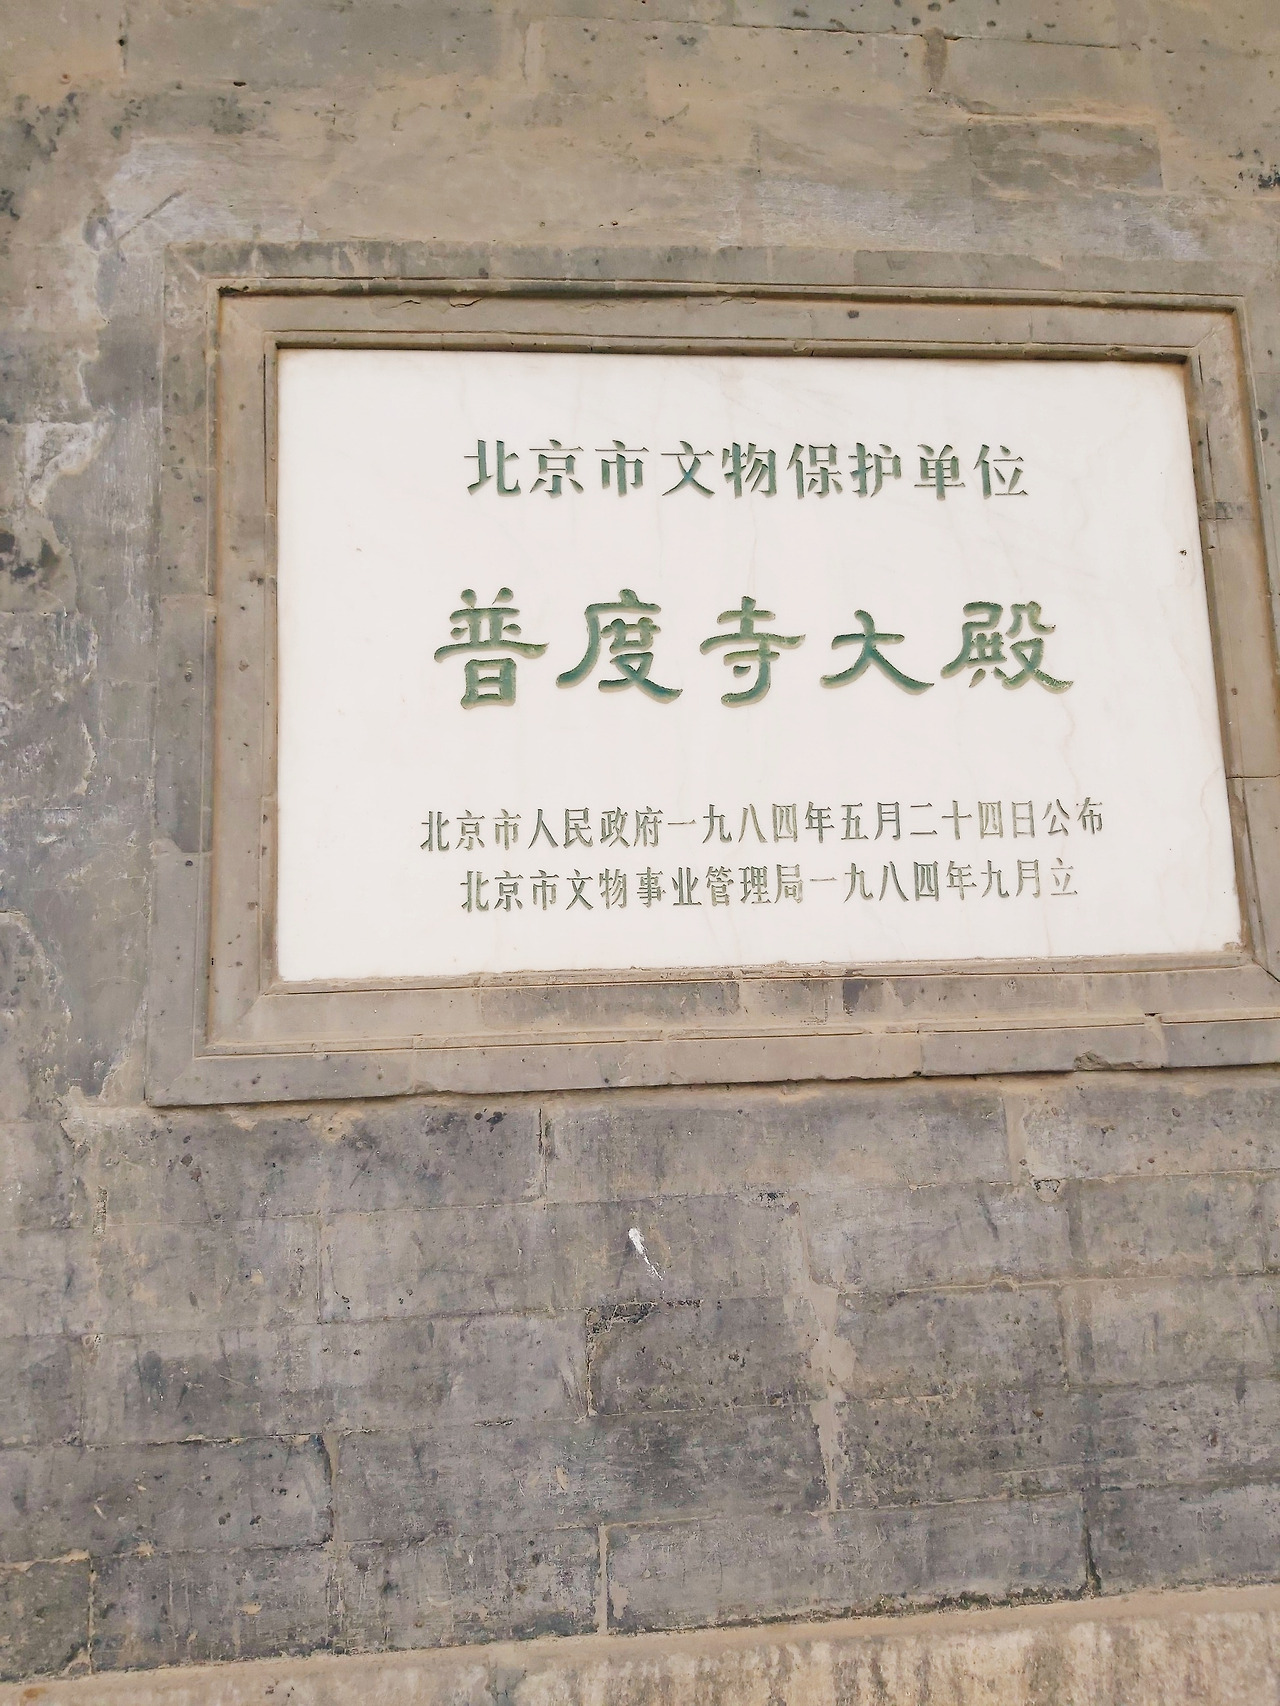 北京市文物保护单位
普度寺大殿
北京市人民政府一九八四年五月二十四日公布
北京市文物事业管理局一九八四年九月立